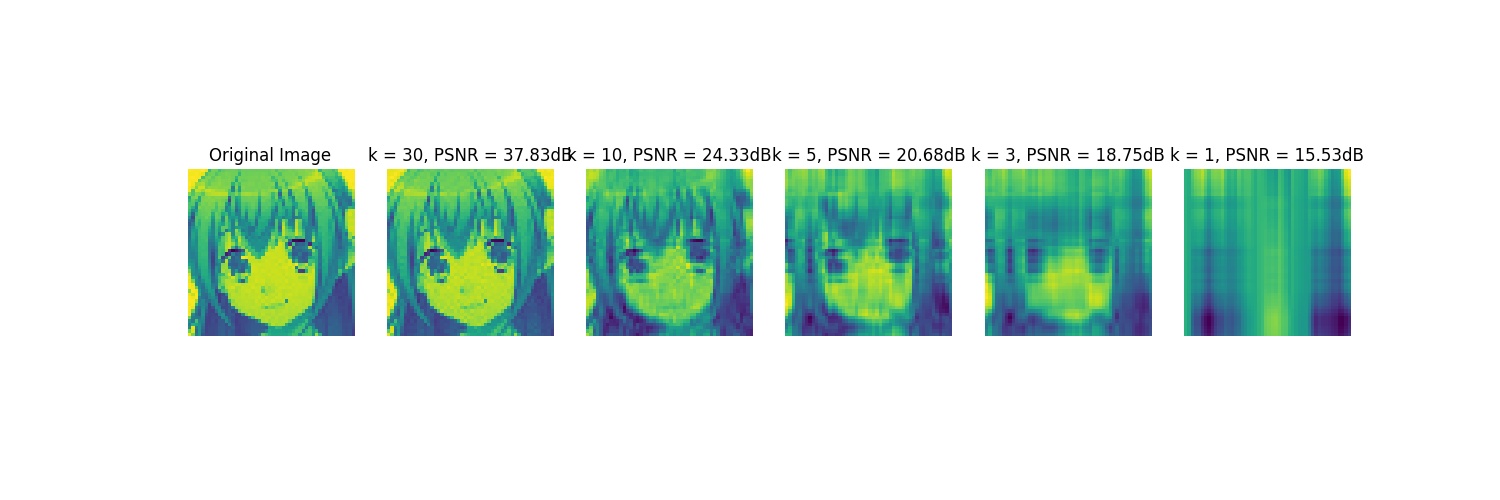 Original Image
k = 30, PSNR = 37.83dB
k = 10, PSNR = 24.33dB
k = 5, PSNR = 20.68dB
k = 3, PSNR = 18.75dB
k = 1, PSNR = 15.53dB